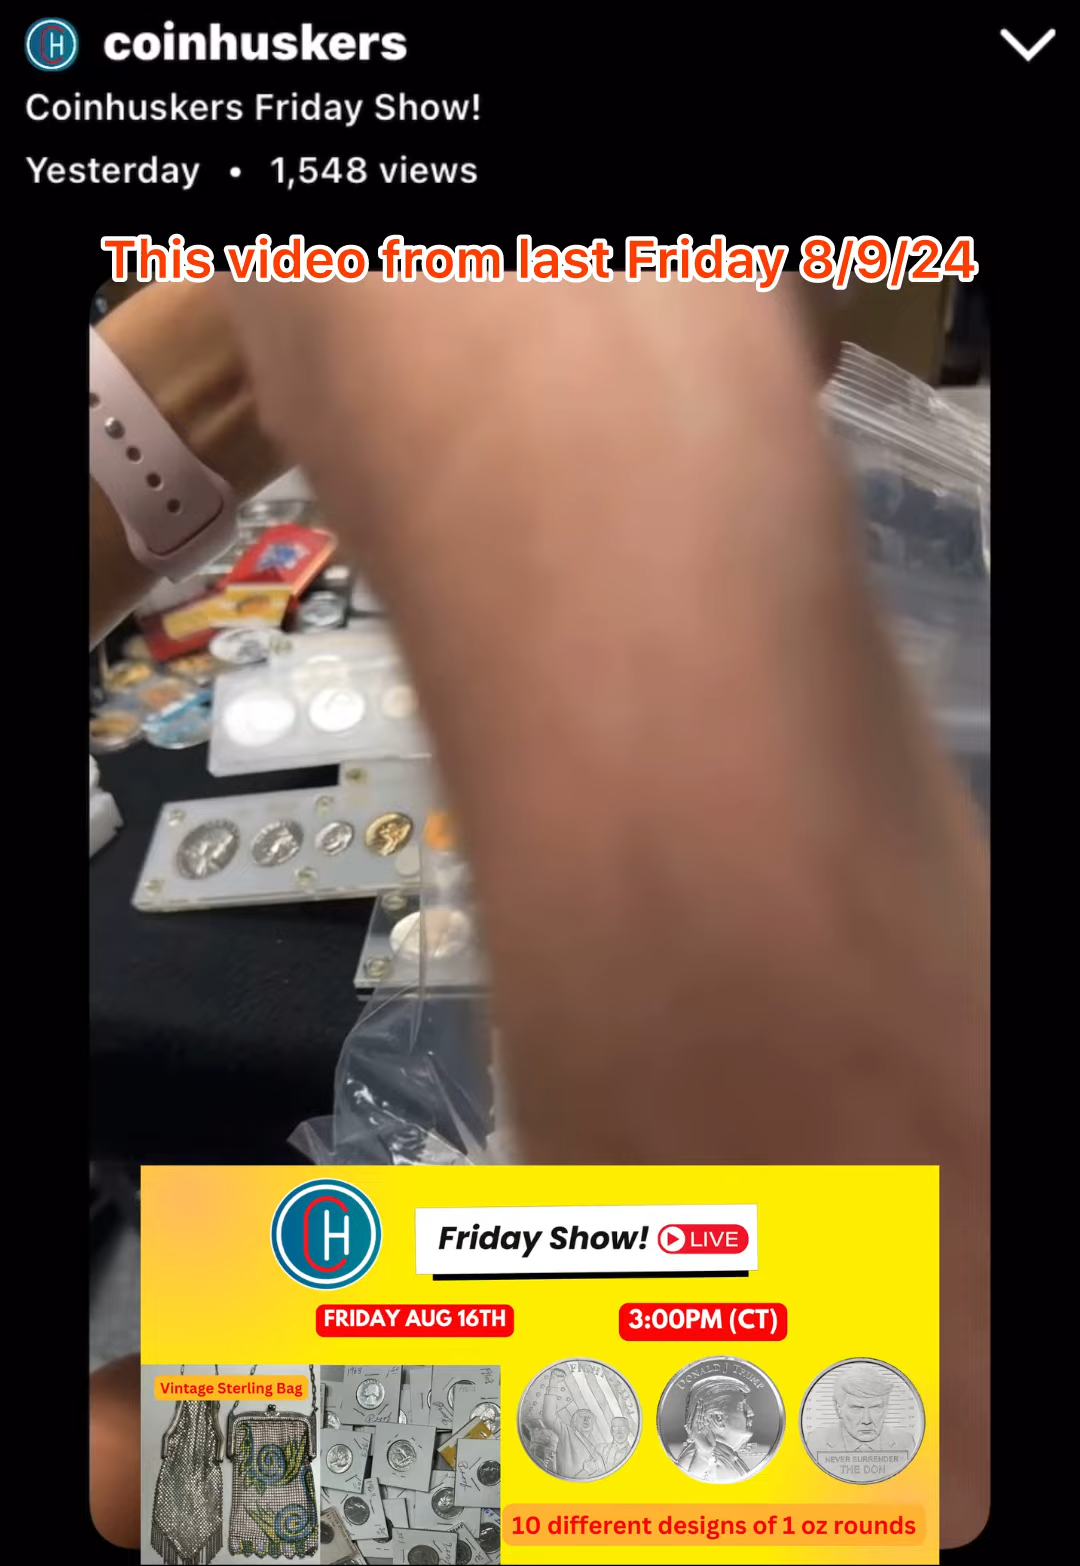 CH coinhuskers
Coinhuskers Friday Show!
Yesterday • 1,548 views
This video from last Friday 8/9/24
CH
Friday Show! LIVE
FRIDAY AUG 16TH 3:00PM (CT)
Vintage Sterling Bag
DONALD J TRUMP
NEVER SURRENDER
THE DON
10 different designs of 1 oz rounds